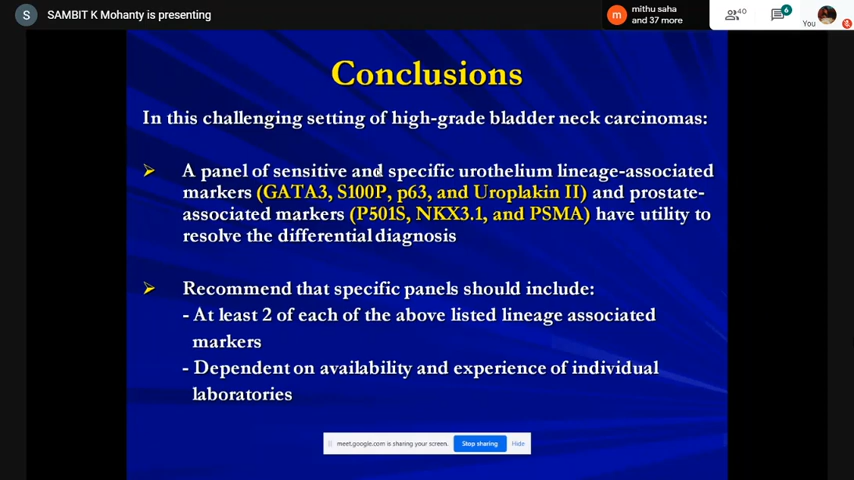 S SAMBIT K Mohanty is presenting
m mithu saha
and 37 more
40
6
You
Conclusions
In this challenging setting of high-grade bladder neck carcinomas:
➢ A panel of sensitive and specific urothelium lineage-associated
markers (GATA3, S100P, p63, and Uroplakin II) and prostate-
associated markers (P501S, NKX3.1, and PSMA) have utility to
resolve the differential diagnosis
➢ Recommend that specific panels should include:
- At least 2 of each of the above listed lineage associated
markers
- Dependent on availability and experience of individual
laboratories
meet.google.com is sharing your screen. Stop sharing Hide